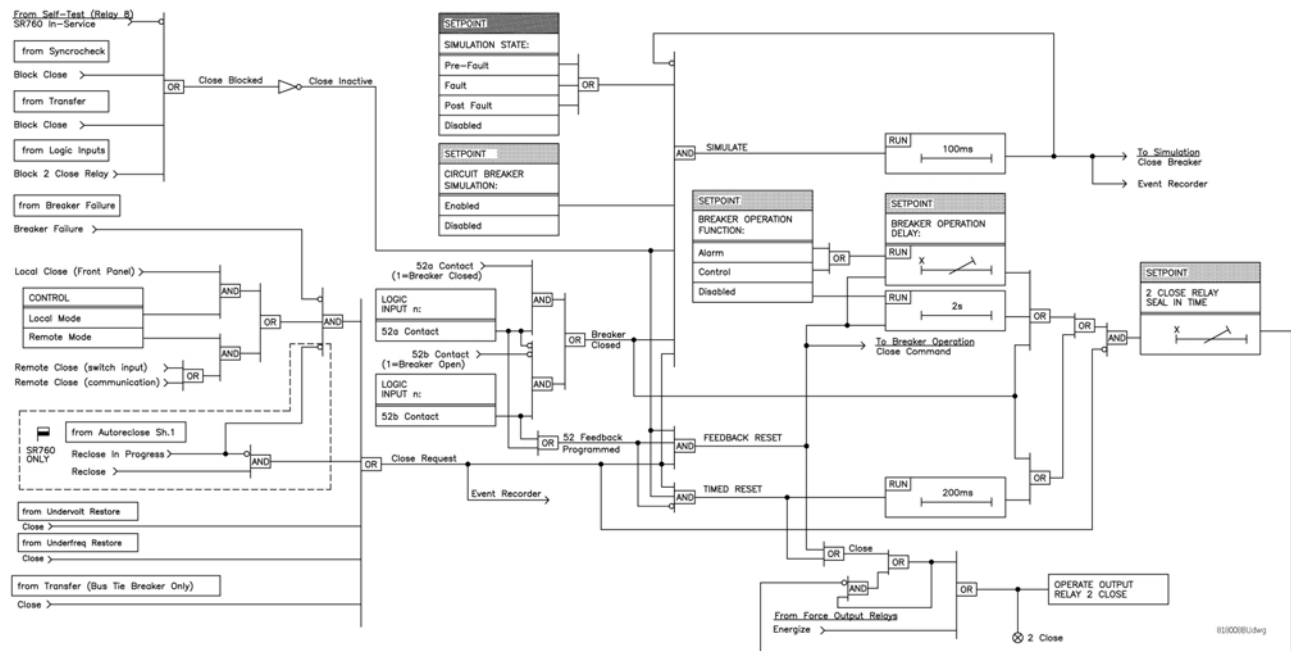 From Self-Test (Relay 8)
SR760 In-Service
from Syncrocheck
Block Close
from Transfer
Block Close
from Logic Inputs
Block 2 Close Relay
from Breaker Failure
Breaker Failure
OR
Close Blocked
Close Inactive
Local Close (Front Panel)
CONTROL
Local Mode
Remote Mode
Remote Close (switch input)
Remote Close (communication)
AND
AND
OR
OR
AND
SR760
ONLY
from Autoreclose Sh.1
Reclose In Progress
Reclose
AND
OR
Close Request
Event Recorder
from Undervolt Restore
Close
from Underfreq Restore
Close
from Transfer (Bus Tie Breaker Only)
Close
SETPOINT
SIMULATION STATE:
Pre-Fault
Fault
Post Fault
Disabled
OR
SETPOINT
CIRCUIT BREAKER
SIMULATION:
Enabled
Disabled
52a Contact
(1=Breaker Closed)
LOGIC
INPUT n:
52a Contact
52b Contact
(1=Breaker Open)
LOGIC
INPUT n:
52b Contact
AND
AND
OR
Breaker
Closed
OR
52 Feedback
Programmed
AND
SIMULATE
RUN
100ms
To Simulation
Close Breaker
Event Recorder
SETPOINT
BREAKER OPERATION
FUNCTION:
Alarm
Control
Disabled
OR
SETPOINT
BREAKER OPERATION
DELAY:
RUN
X
RUN
2s
To Breaker Operation
Close Command
OR
OR
AND
SETPOINT
2 CLOSE RELAY
SEAL IN TIME
X
AND
FEEDBACK RESET
AND
TIMED RESET
RUN
200ms
OR
OR
Close
OR
AND
From Force Output Relays
Energize
OR
OPERATE OUTPUT
RELAY 2 CLOSE
2 Close
818008BU.dwg